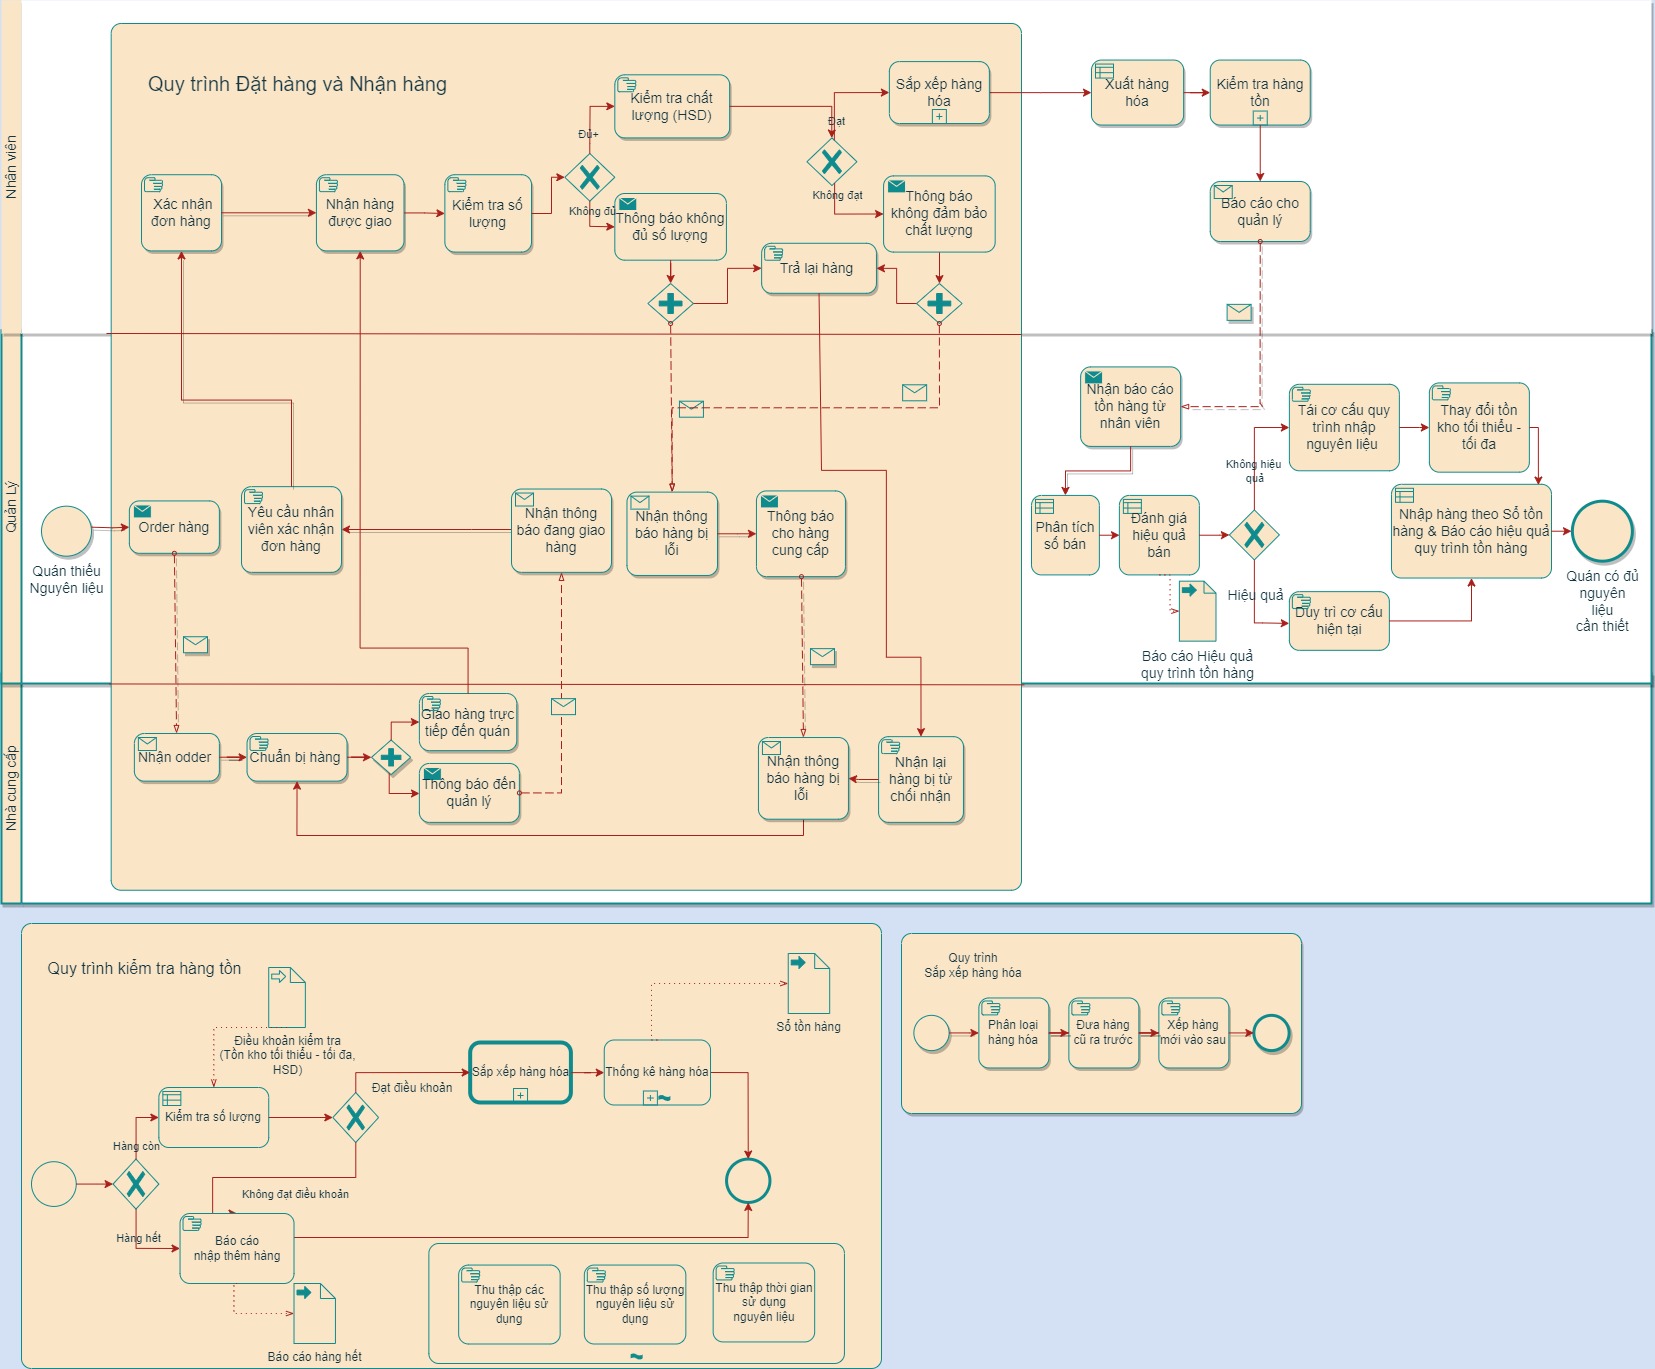 Nhân viên
Quy trình Đặt hàng và Nhận hàng
Xác nhận
đơn hàng
Nhận hàng
được giao
Kiểm tra số
lượng
Đủ+
Không đủ
Kiểm tra chất
lượng (HSD)
Thông báo không
đủ số lượng
Đạt
Không đạt
Sắp xếp hàng
hóa
Thông báo
không đảm bảo
chất lượng
Trả lại hàng
Xuất hàng
hóa
Kiểm tra hàng
tồn
Báo cáo cho
quản lý
Quản Lý
Quán thiếu
Nguyên liệu
Order hàng
Yêu cầu nhân
viên xác nhận
đơn hàng
Nhận thông
báo đang giao
hàng
Nhận thông
báo hàng bị
lỗi
Thông báo
cho hàng
cung cấp
Nhận báo cáo
tồn hàng từ
nhân viên
Phân tích
số bán
Đánh giá
hiệu quả
bán
Không hiệu
quả
Hiệu quả
Tái cơ cấu quy
trình nhập
nguyên liệu
Thay đổi tồn
kho tối thiểu -
tối đa
Nhập hàng theo Sổ tồn
hàng & Báo cáo hiệu quả
quy trình tồn hàng
Duy trì cơ cấu
hiện tại
Báo cáo Hiệu quả
quy trình tồn hàng
Quán có đủ
nguyên
liệu
cần thiết
Nhà cung cấp
Nhận odder
Chuẩn bị hàng
Giao hàng trực
tiếp đến quán
Thông báo đến
quản lý
Nhận thông
báo hàng bị
lỗi
Nhận lại
hàng bị từ
chối nhận
Quy trình kiểm tra hàng tồn
Điều khoản kiểm tra
(Tồn kho tối thiểu - tối đa,
HSD)
Hàng còn
Hàng hết
Kiểm tra số lượng
Đạt điều khoản
Không đạt điều khoản
Sắp xếp hàng hóa
Thống kê hàng hóa
Sổ tồn hàng
Báo cáo
nhập thêm hàng
Báo cáo hàng hết
Thu thập các
nguyên liệu sử
dụng
Thu thập số lượng
nguyên liệu sử
dụng
Thu thập thời gian
sử dụng
nguyên liệu
Quy trình
Sắp xếp hàng hóa
Phân loại
hàng hóa
Đưa hàng
cũ ra trước
Xếp hàng
mới vào sau